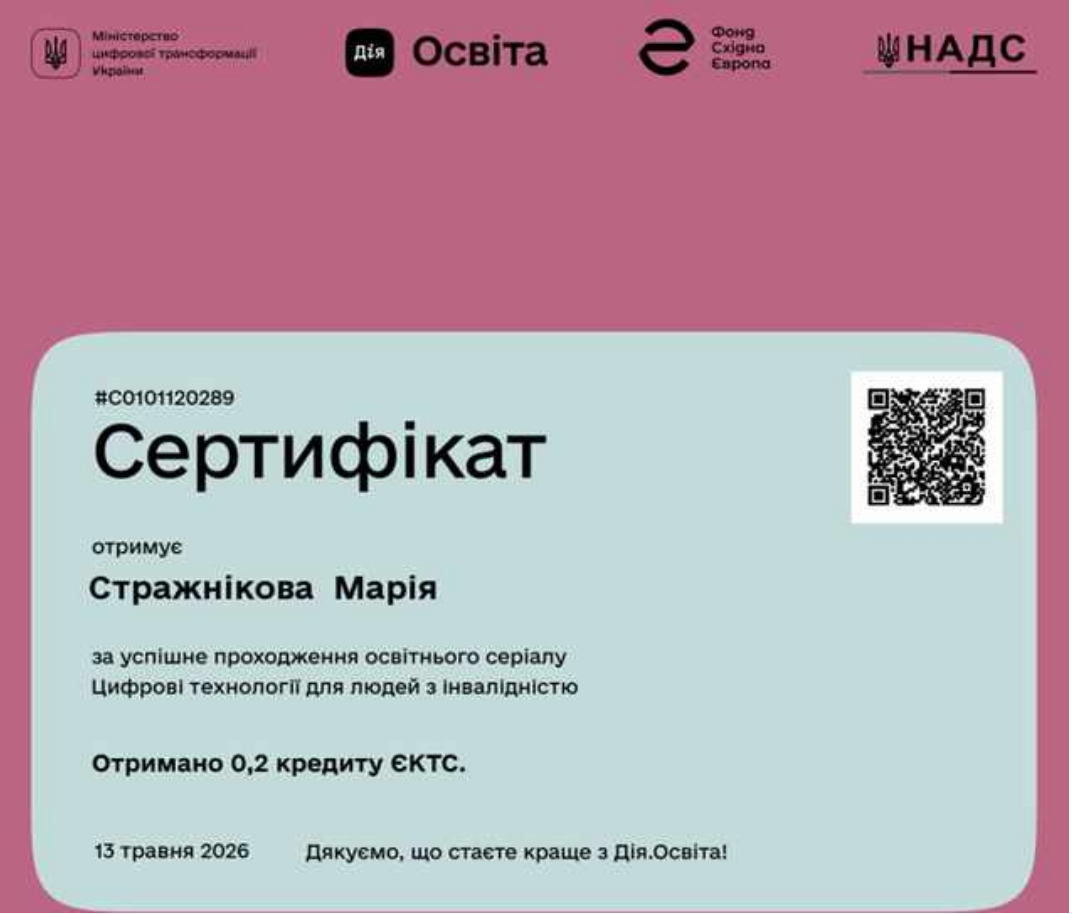 Міністерство
цифрової трансформації
України
Дія Освіта
Фонд
Східна
Європа
НАДС
#C0101120289
Сертифікат
отримує
Стражнікова Марія
за успішне проходження освітнього серіалу
Цифрові технології для людей з інвалідністю
Отримано 0,2 кредиту ЄКТС.
13 травня 2026 Дякуємо, що стаєте краще з Дія.Освіта!